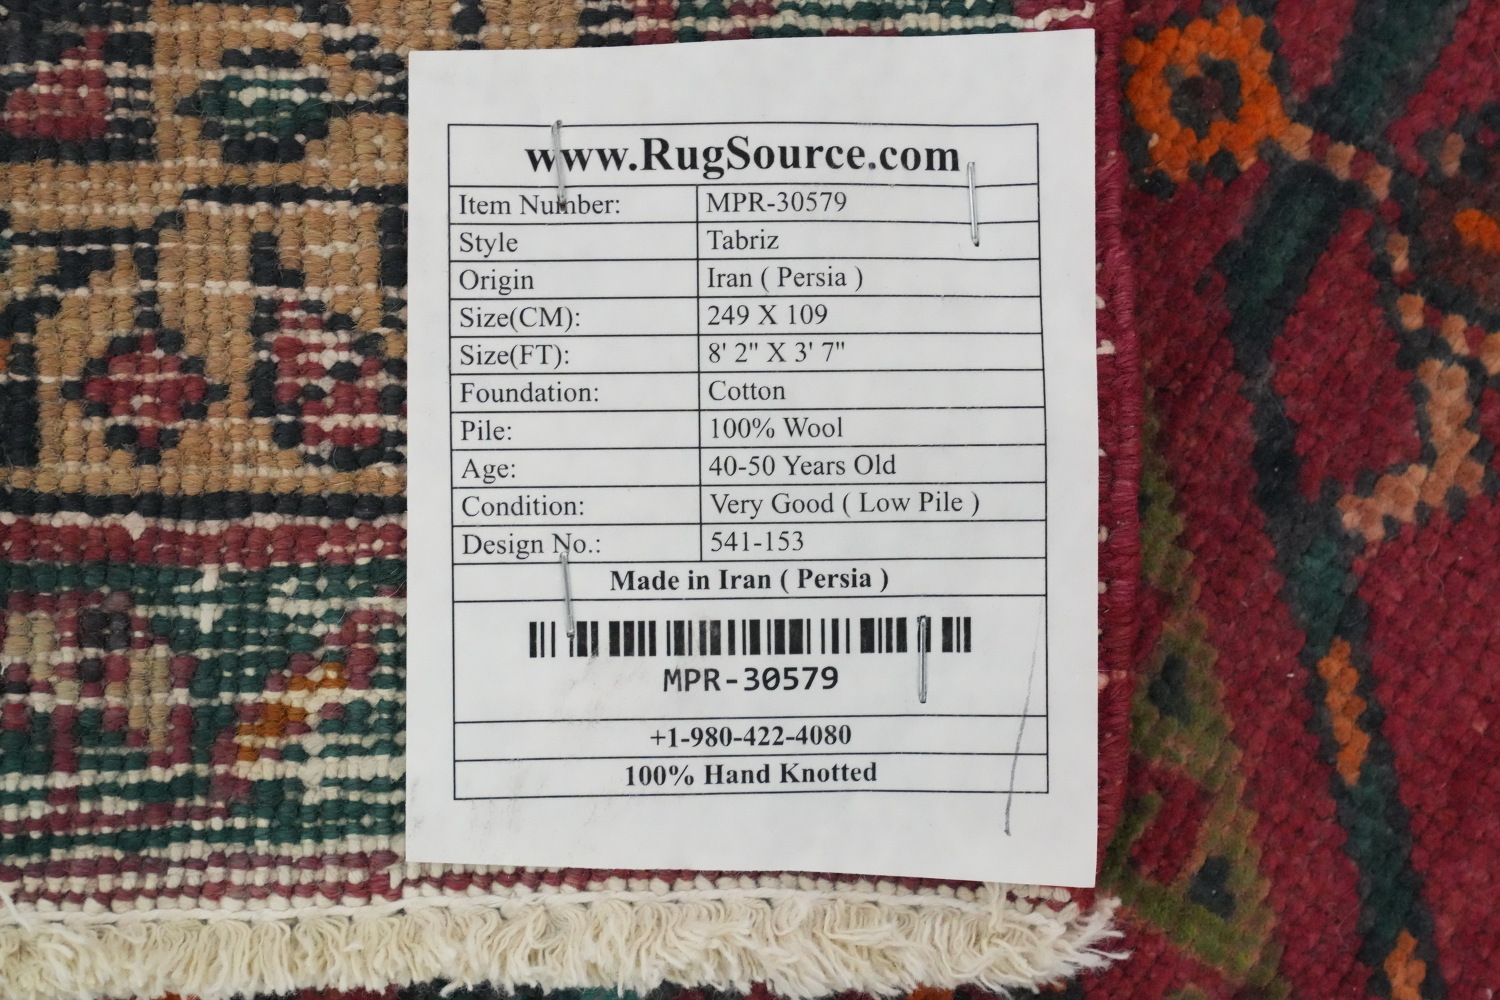 www.RugSource.com
Item Number: MPR-30579
Style Tabriz
Origin Iran ( Persia )
Size(CM): 249 X 109
Size(FT): 8' 2" X 3' 7"
Foundation: Cotton
Pile: 100% Wool
Age: 40-50 Years Old
Condition: Very Good ( Low Pile )
Design No.: 541-153
Made in Iran ( Persia )
MPR-30579
+1-980-422-4080
100% Hand Knotted